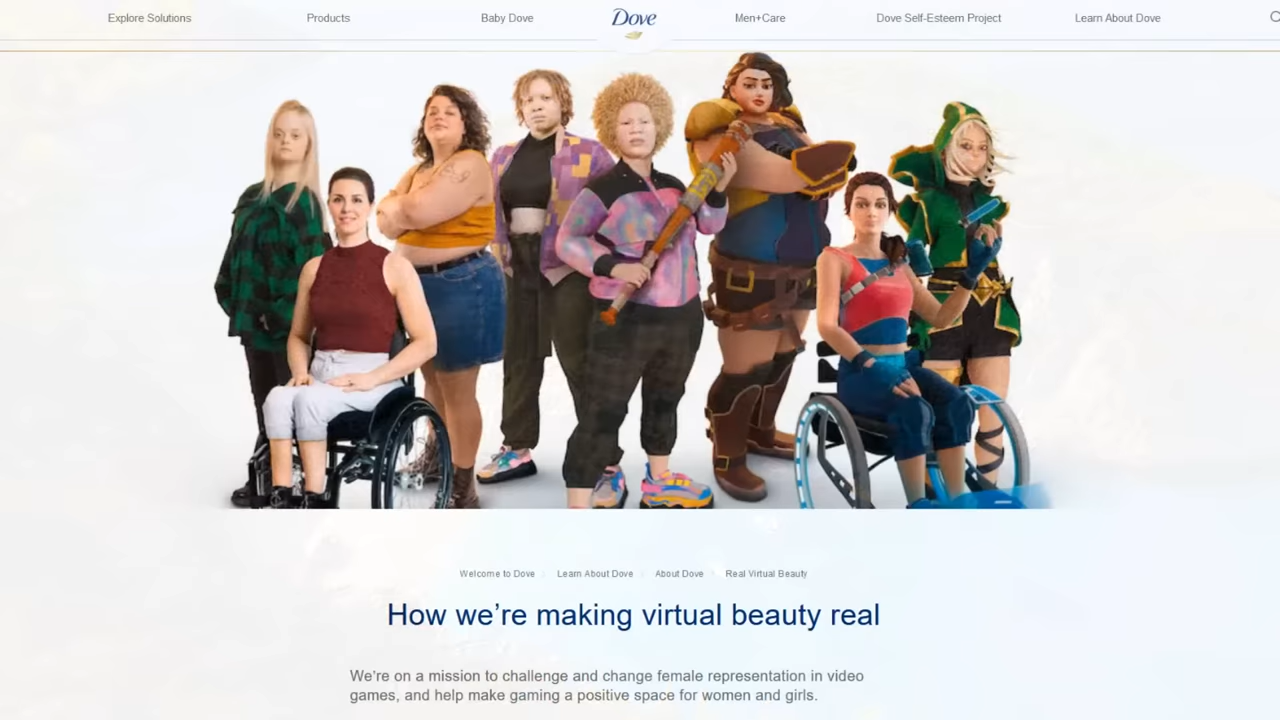 Explore Solutions
Products
Baby Dove
Dove
Men+Care
Dove Self-Esteem Project
Learn About Dove
Welcome to Dove
Learn About Dove
About Dove
Real Virtual Beauty
How we’re making virtual beauty real
We’re on a mission to challenge and change female representation in video
games, and help make gaming a positive space for women and girls.